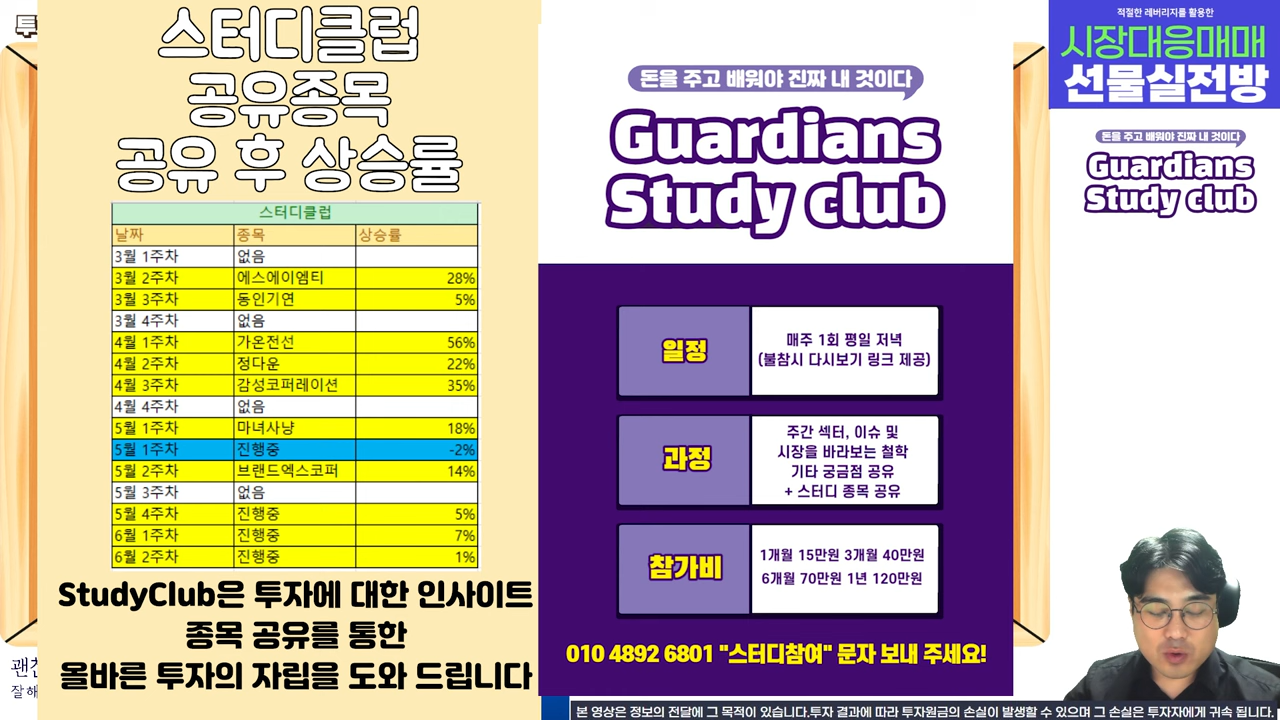 투
스터디클럽
공유종목
공유 후 상승률
스터디클럽
날짜 종목 상승률
3월 1주차 없음
3월 2주차 에스에이엠티 28%
3월 3주차 동인기연 5%
3월 4주차 없음
4월 1주차 가온전선 56%
4월 2주차 정다운 22%
4월 3주차 감성코퍼레이션 35%
4월 4주차 없음
5월 1주차 마녀사냥 18%
5월 1주차 진행중 -2%
5월 2주차 브랜드엑스코퍼 14%
5월 3주차 없음
5월 4주차 진행중 5%
6월 1주차 진행중 7%
6월 2주차 진행중 1%
StudyClub은 투자에 대한 인사이트
종목 공유를 통한
올바른 투자의 자립을 도와 드립니다
잘해
돈을 주고 배워야 진짜 내 것이다
Guardians
Study club
일정
매주 1회 평일 저녁
(불참시 다시보기 링크 제공)
과정
주간 섹터, 이슈 및
시장을 바라보는 철학
기타 궁금점 공유
+ 스터디 종목 공유
참가비
1개월 15만원 3개월 40만원
6개월 70만원 1년 120만원
010 4892 6801 "스터디참여" 문자 보내 주세요!
적절한 레버리지를 활용한
시장대응매매
선물실전방
돈을 주고 배워야 진짜 내 것이다
Guardians
Study club
본 영상은 정보의 전달에 그 목적이 있습니다.투자 결과에 따라 투자원금의 손실이 발생할 수 있으며 그 손실은 투자자에게 귀속 됩니다.